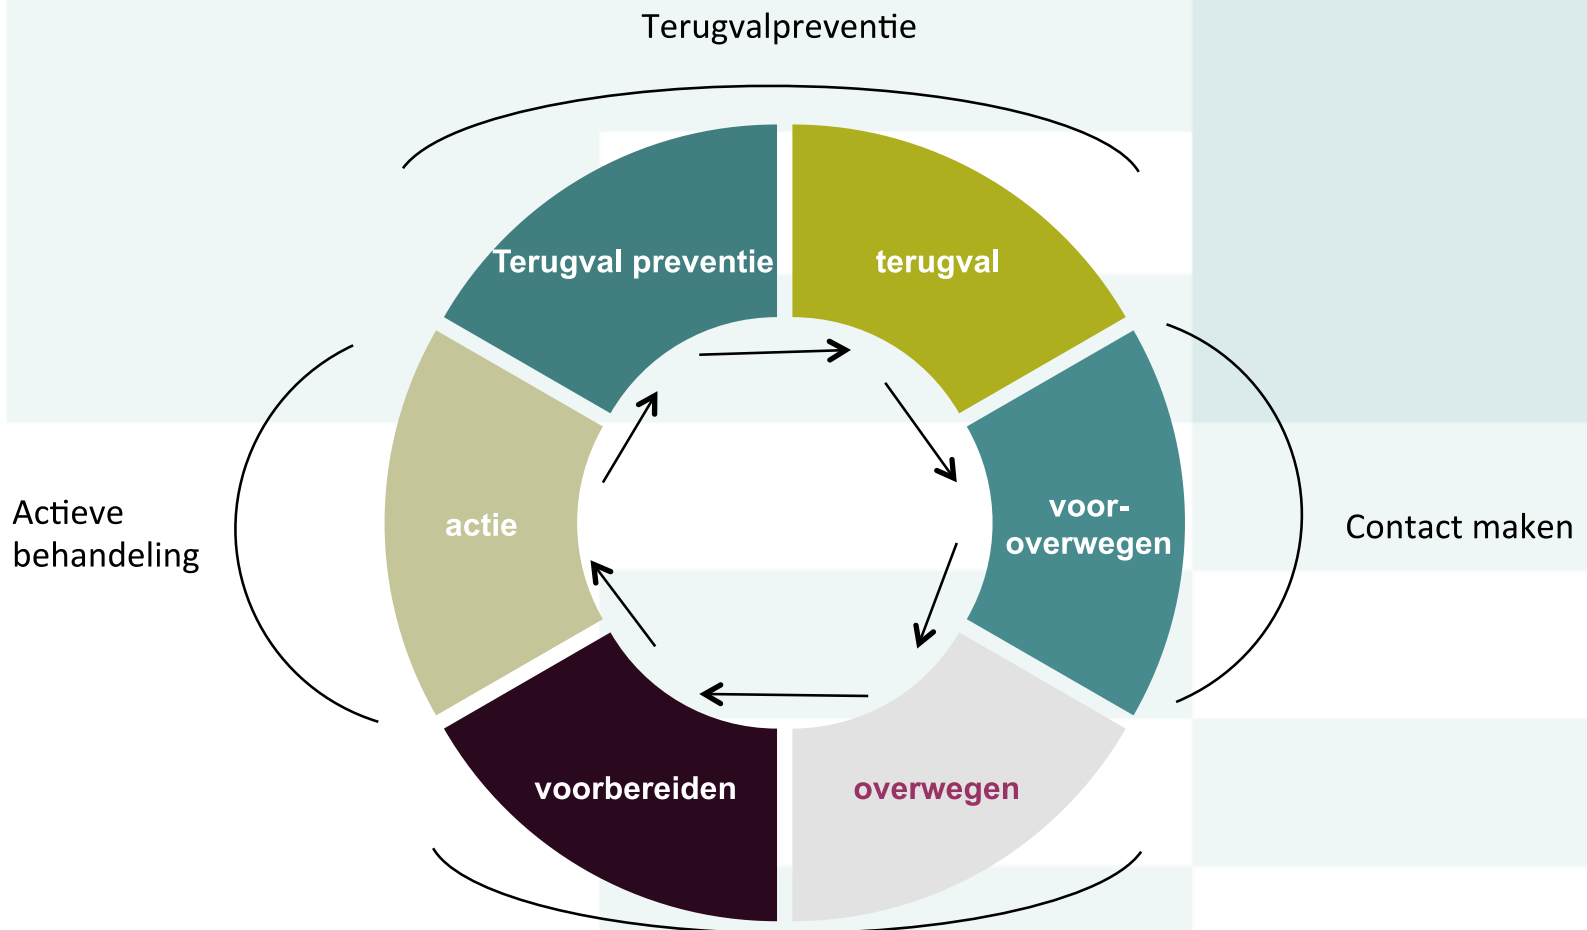 Terugvalpreventie
Terugval preventie
terugval
Actieve
behandeling
actie
voor-
overwegen
Contact maken
voorbereiden
overwegen